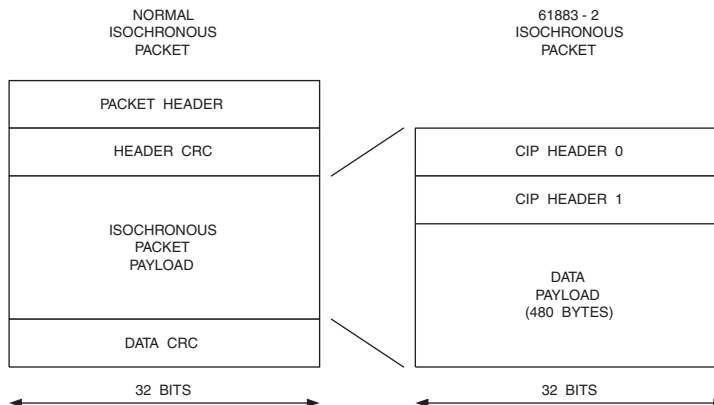 NORMAL
ISOCHRONOUS
PACKET
PACKET HEADER
HEADER CRC
ISOCHRONOUS
PACKET
PAYLOAD
DATA CRC
32 BITS
61883 - 2
ISOCHRONOUS
PACKET
CIP HEADER 0
CIP HEADER 1
DATA
PAYLOAD
(480 BYTES)
32 BITS